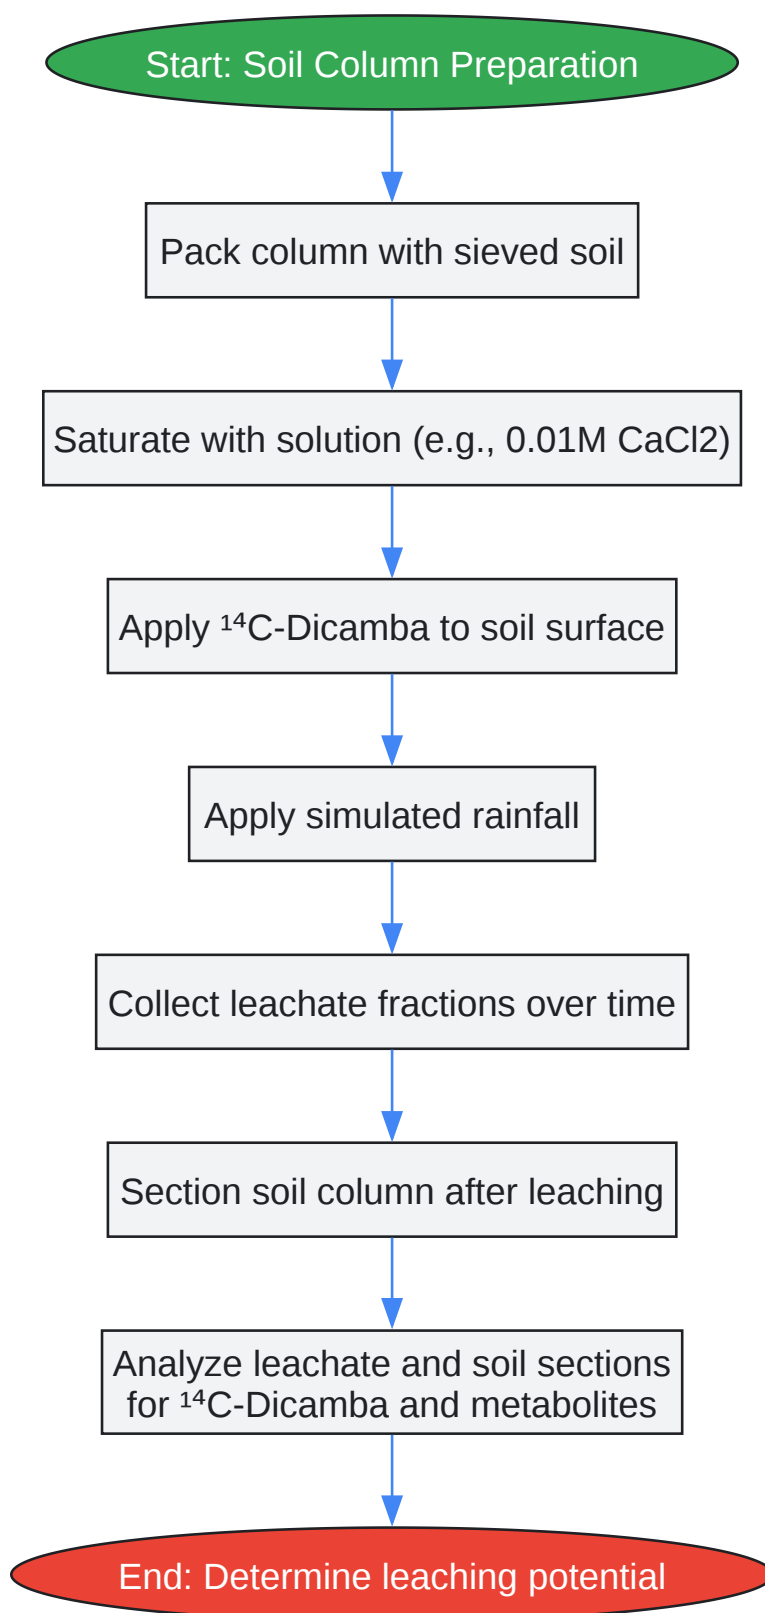 Start: Soil Column Preparation
Pack column with sieved soil
Saturate with solution (e.g., 0.01M CaCl2)
Apply ¹⁴C-Dicamba to soil surface
Apply simulated rainfall
Collect leachate fractions over time
Section soil column after leaching
Analyze leachate and soil sections
for ¹⁴C-Dicamba and metabolites
End: Determine leaching potential